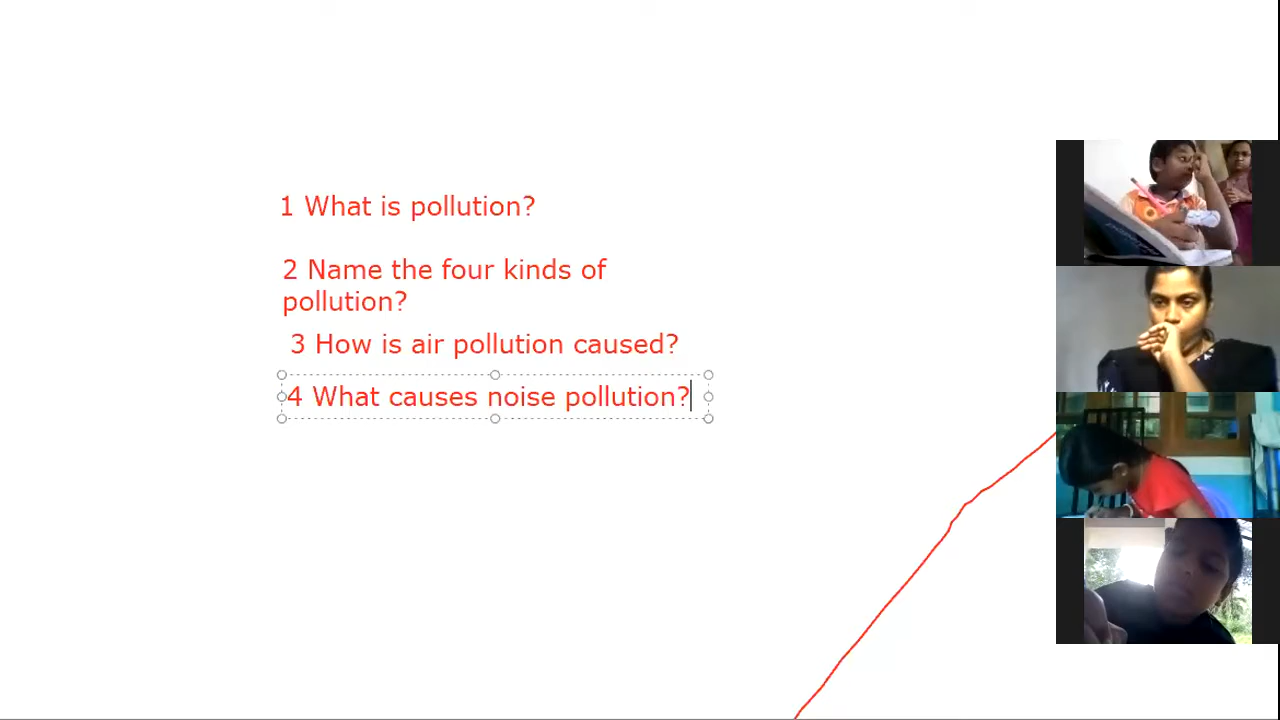 1 What is pollution?
2 Name the four kinds of
pollution?
3 How is air pollution caused?
4 What causes noise pollution?